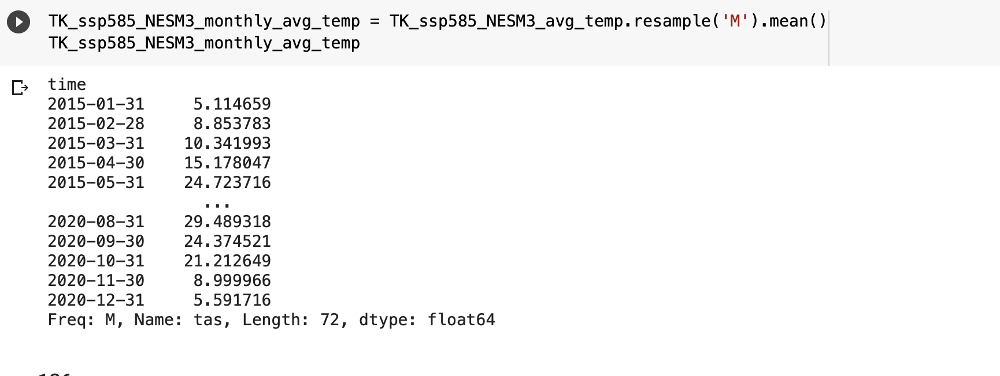 TK_ssp585_NESM3_monthly_avg_temp = TK_ssp585_NESM3_avg_temp.resample('M').mean()
TK_ssp585_NESM3_monthly_avg_temp
time
2015-01-31     5.114659
2015-02-28     8.853783
2015-03-31    10.341993
2015-04-30    15.178047
2015-05-31    24.723716
...
2020-08-31    29.489318
2020-09-30    24.374521
2020-10-31    21.212649
2020-11-30     8.999966
2020-12-31     5.591716
Freq: M, Name: tas, Length: 72, dtype: float64